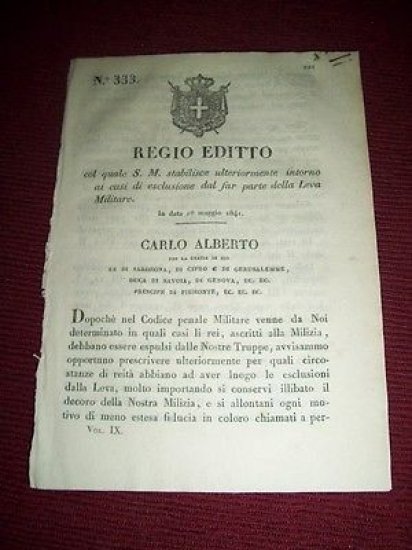 N.° 333.
REGIO EDITTO
col quale S. M. stabilisce ulteriormente intorno
ai casi di esclusione dal far parte della Leva
Militare.
In data 1° maggio 1841.
CARLO ALBERTO
PER LA GRAZIA DI DIO
RE DI SARDEGNA, DI CIPRO E DI GERUSALEMME,
DUCA DI SAVOIA, DI GENOVA, EC. EC.
PRINCIPE DI PIEMONTE, EC. EC. EC.
Dopochè nel Codice penale Militare venne da Noi
determinato in quali casi li rei, ascritti alla Milizia,
debbano essere espulsi dalle Nostre Truppe, avvisammo
opportuno prescrivere ulteriormente per quali circo-
stanze di reità abbiano ad aver luogo le esclusioni
dalla Leva, molto importando si conservi illibato il
decoro della Nostra Milizia, e si allontani ogni mo-
tivo di meno estesa fiducia in coloro chiamati a per-
Vol. IX.